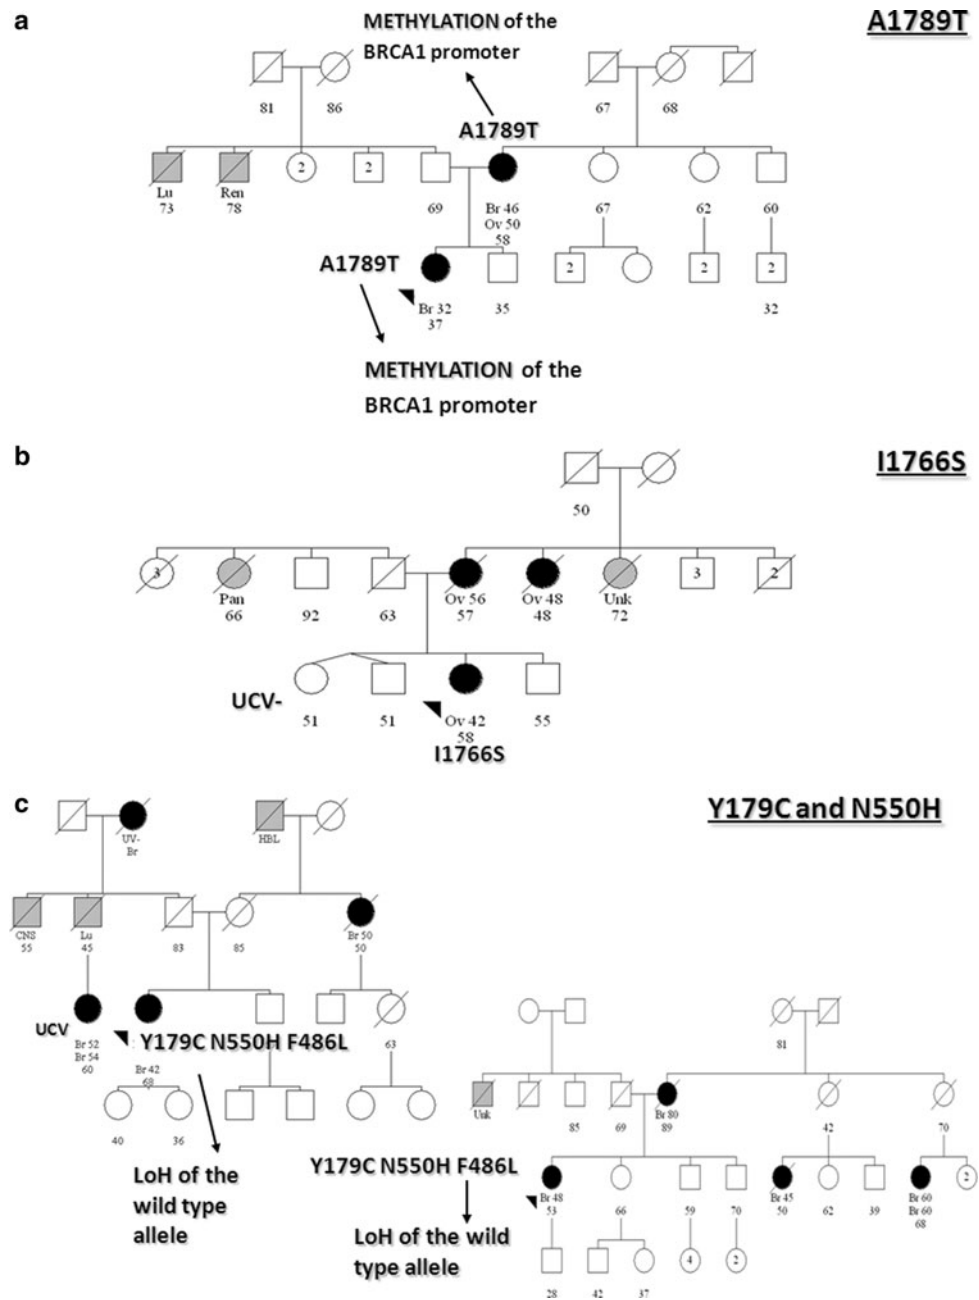 a
METHYLATION of the
BRCA1 promoter
A1789T
81 86 67 68
A1789T
2 2
Lu Ren
73 78 69 Br 46 67 62 60
Ov 50
58
A1789T
2 2 2
Br 32 35 32
37
METHYLATION of the
BRCA1 promoter
b
I1766S
50
3 3 2
Pan Ov 56 Ov 48 Unk
66 92 63 57 48 72
UCV-
51 51 Ov 42 55
58
I1766S
c
Y179C and N550H
UV- HBL
Br
CNS Lu Br 50
55 45 83 85 50
UCV
Br 52 Y179C N550H F486L 63
Br 54 Br 42
60 68
40 36
LoH of the
wild type
allele
81
Unk Br 80
85 69 89 42 70
Y179C N550H F486L
2
Br 48 Br 45 Br 60
53 66 59 70 50 62 39 Br 60
68
LoH of the wild
type allele
4 2
28 42 37